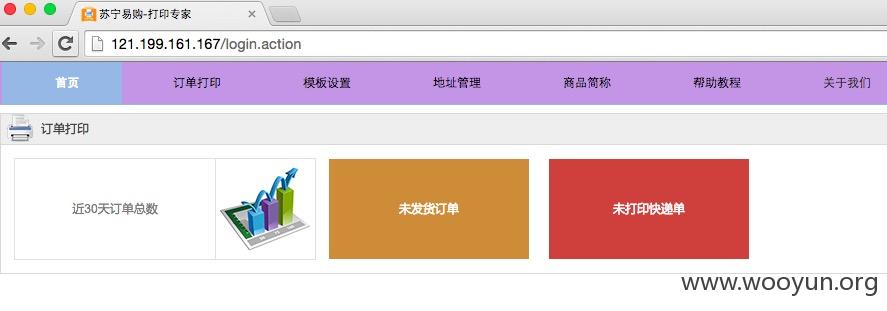 苏宁易购-打印专家
121.199.161.167/login.action
首页 订单打印 模板设置 地址管理 商品简称 帮助教程 关于我们
订单打印
近30天订单总数 未发货订单 未打印快递单
www.wooyun.org